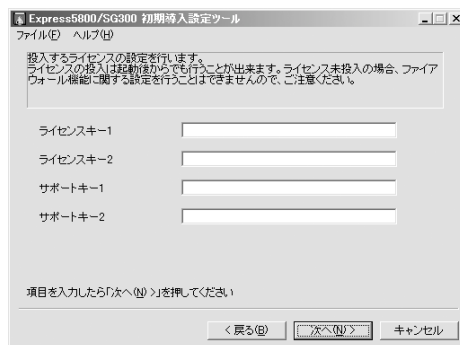 Express5800/SG300 初期導入設定ツール
ファイル(F) ヘルプ(H)
投入するライセンスの設定を行います。
ライセンスの投入は起動後からでも行うことが出来ます。ライセンス未投入の場合、ファイア
ウォール機能に関する設定を行うことはできませんので、ご注意ください。
ライセンスキー1
ライセンスキー2
サポートキー1
サポートキー2
項目を入力したら「次へ(N) >」を押してください
< 戻る(B) 次へ(N) > キャンセル